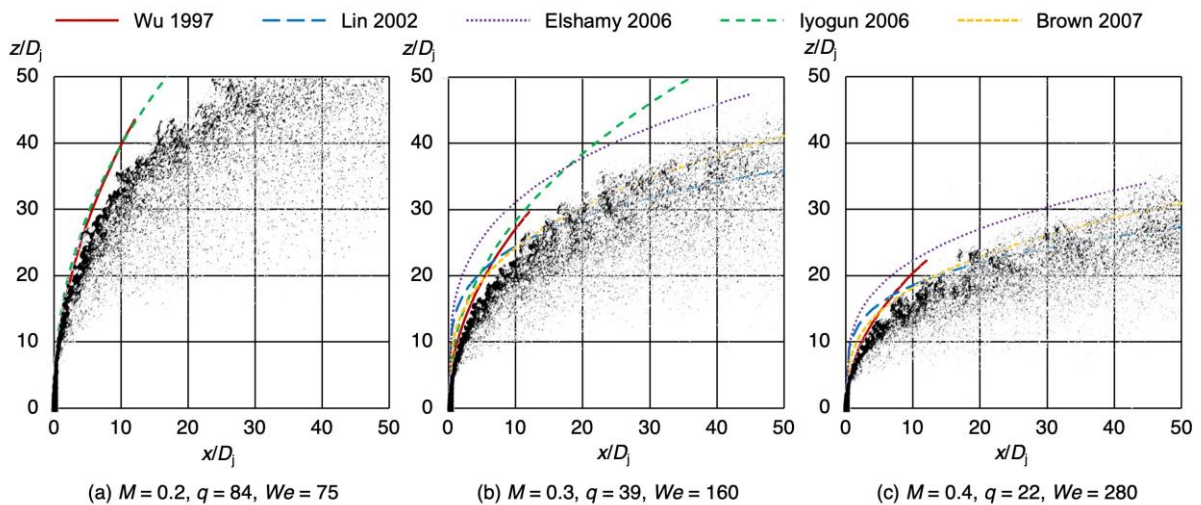 Wu 1997 Lin 2002 Elshamy 2006 Iyogun 2006 Brown 2007
z/Dj z/Dj z/Dj
50 50 50
40 40 40
30 30 30
20 20 20
10 10 10
0 0 0
0 10 20 30 40 50 0 10 20 30 40 50 0 10 20 30 40 50
x/Dj x/Dj x/Dj
(a) M = 0.2, q = 84, We = 75 (b) M = 0.3, q = 39, We = 160 (c) M = 0.4, q = 22, We = 280